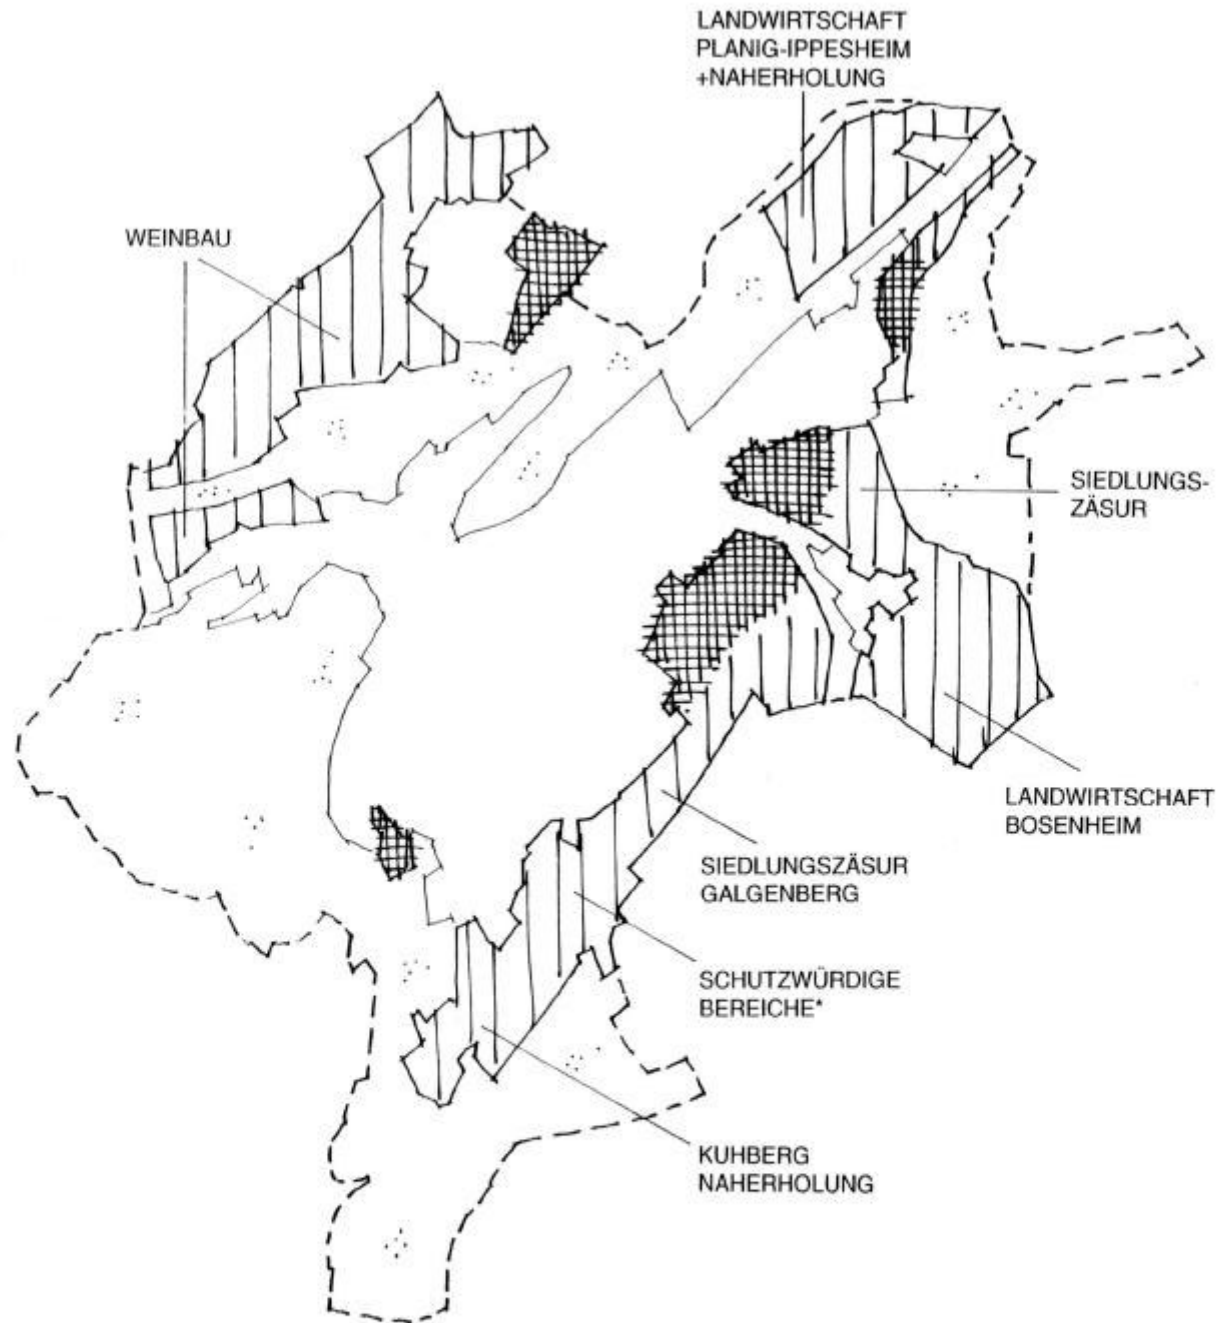 LANDWIRTSCHAFT
PLANIG-IPPESHEIM
+NAHERHOLUNG
WEINBAU
SIEDLUNGS-
ZÄSUR
LANDWIRTSCHAFT
BOSENHEIM
SIEDLUNGSZÄSUR
GALGENBERG
SCHUTZWÜRDIGE
BEREICHE*
KUHBERG
NAHERHOLUNG